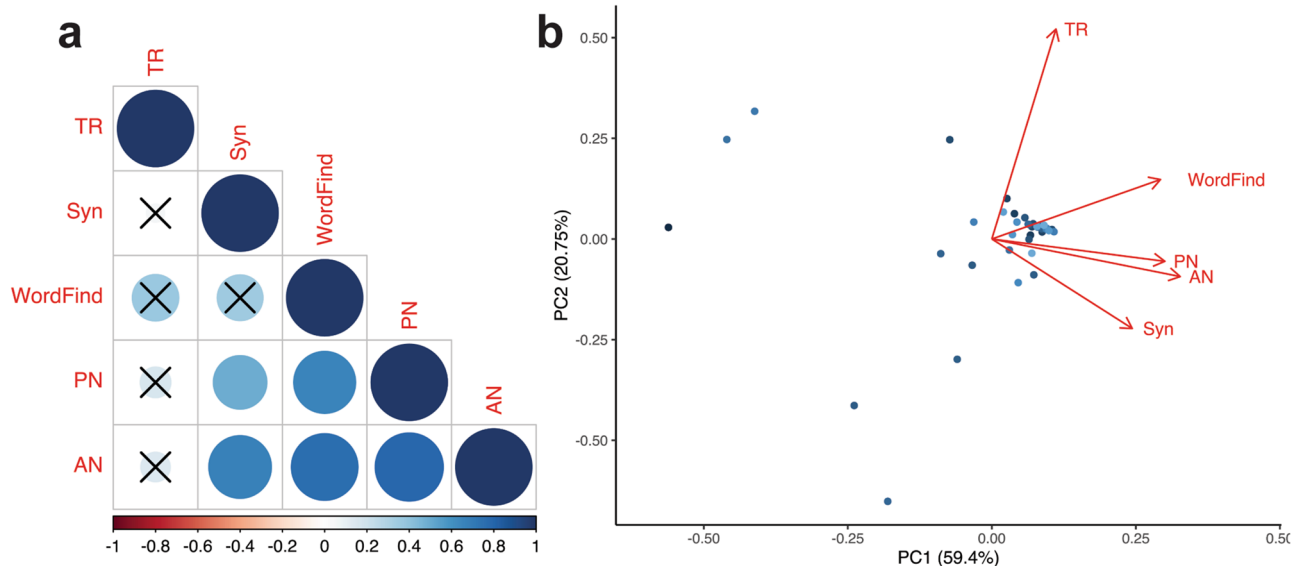 a
TR
TR
Syn
Syn
WordFind
WordFind
PN
PN
AN
AN
-1 -0.8 -0.6 -0.4 -0.2 0 0.2 0.4 0.6 0.8 1
b
0.50
0.25
0.00
-0.25
-0.50
PC2 (20.75%)
TR
WordFind
PN
AN
Syn
-0.50 -0.25 0.00 0.25
PC1 (59.4%)